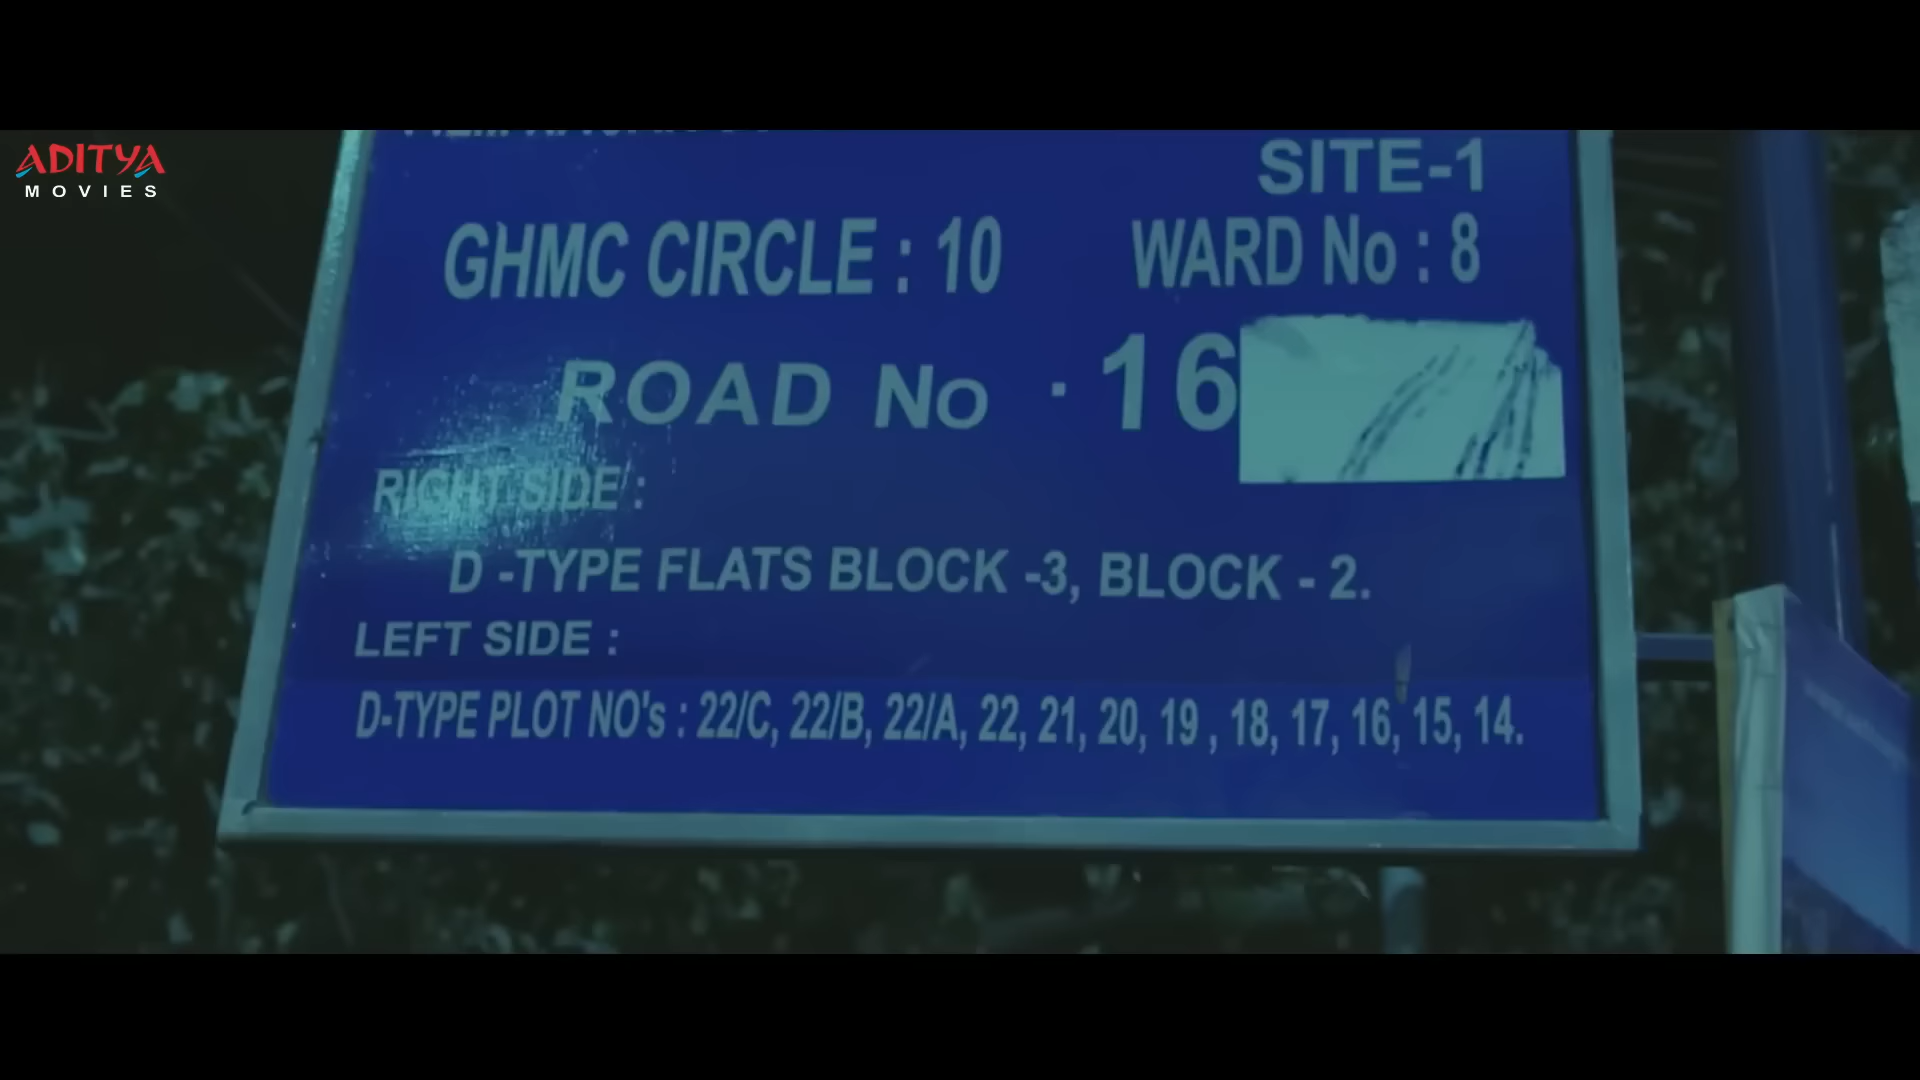 ADITYA
MOVIES
SITE-1
GHMC CIRCLE : 10 WARD No : 8
ROAD No : 16
RIGHT SIDE :
D -TYPE FLATS BLOCK -3, BLOCK - 2.
LEFT SIDE :
D-TYPE PLOT NO's : 22/C, 22/B, 22/A, 22, 21, 20, 19 , 18, 17, 16, 15, 14.